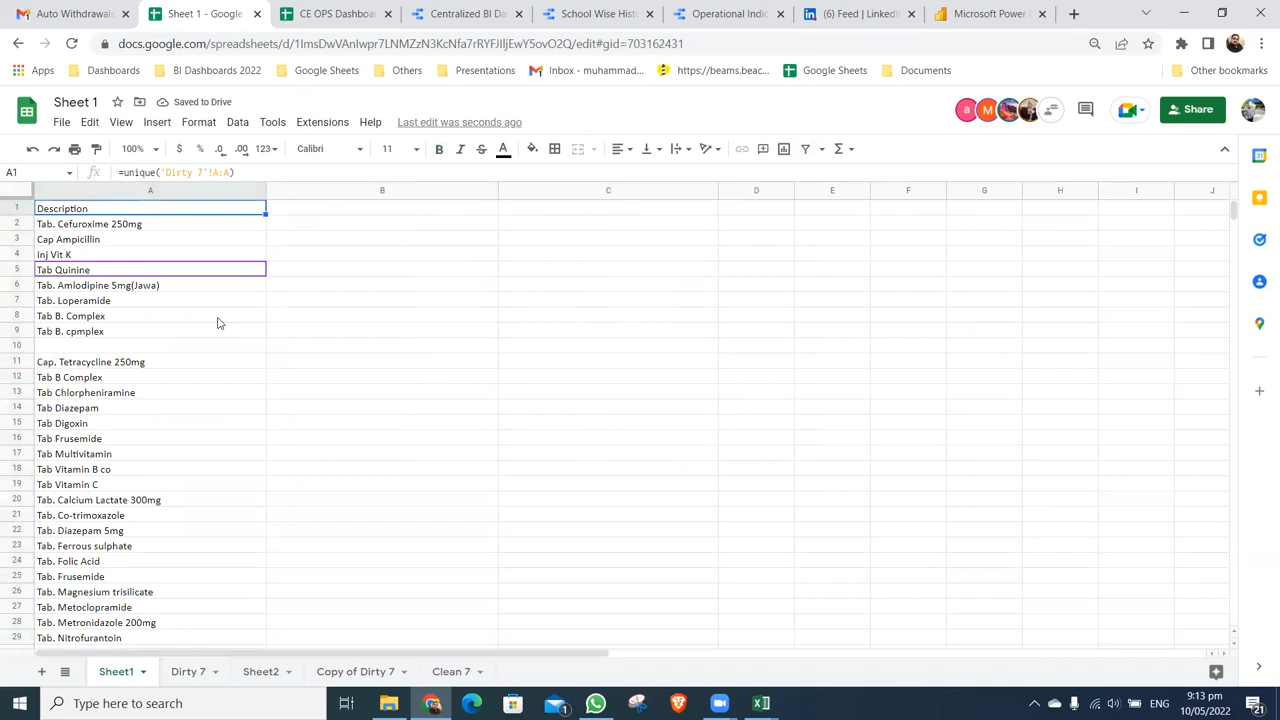 Auto Withdrawals
Sheet 1 - Google
CE OPS Dashboa
Centralized BI Da
School Wise Hist
Operational Indi
(6) Feed | LinkedI
Microsoft Power
docs.google.com/spreadsheets/d/
/edit#gid=703162431
Apps
Dashboards
BI Dashboards 2022
Google Sheets
Others
Presentations
Inbox - muhammad...
https://beams.beac...
Google Sheets
Documents
Other bookmarks
Sheet 1
Saved to Drive
File Edit View Insert Format Data Tools Extensions Help Last edit was seconds ago
a M
Share
100% $ % .0 .00 123 Calibri 11 B I S A
A1 fx =unique('Dirty 7'!A:A)
A B C D E F G H I J
1 Description
2 Tab. Cefuroxime 250mg
3 Cap Ampicillin
4 Inj Vit K
5 Tab Quinine
6 Tab. Amlodipine 5mg(Jawa)
7 Tab. Loperamide
8 Tab B. Complex
9 Tab B. cpmplex
10
11 Cap. Tetracycline 250mg
12 Tab B Complex
13 Tab Chlorpheniramine
14 Tab Diazepam
15 Tab Digoxin
16 Tab Frusemide
17 Tab Multivitamin
18 Tab Vitamin B co
19 Tab Vitamin C
20 Tab. Calcium Lactate 300mg
21 Tab. Co-trimoxazole
22 Tab. Diazepam 5mg
23 Tab. Ferrous sulphate
24 Tab. Folic Acid
25 Tab. Frusemide
26 Tab. Magnesium trisilicate
27 Tab. Metoclopramide
28 Tab. Metronidazole 200mg
29 Tab. Nitrofurantoin
Sheet1 Dirty 7 Sheet2 Copy of Dirty 7 Clean 7
Type here to search
1
ENG
9:13 pm
10/05/2022
21